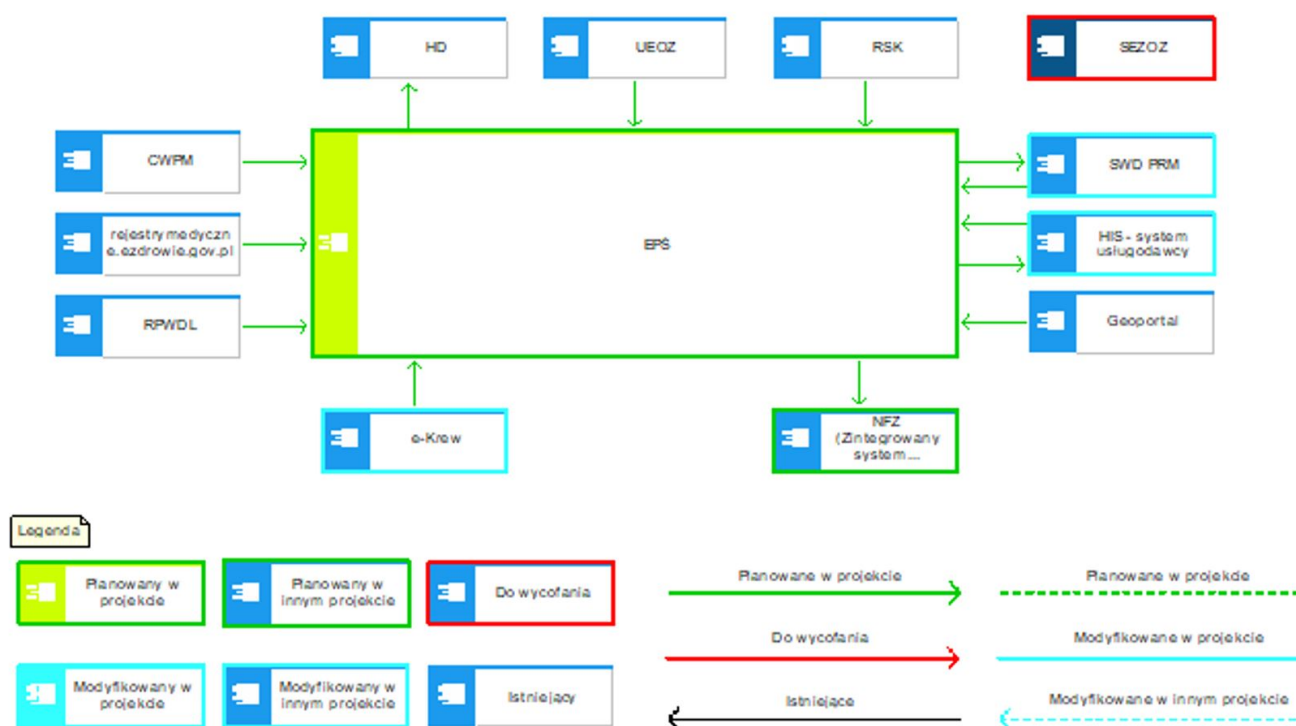 HD
UEOZ
RSK
SEZOZ
CWPM
rejestrymedyczn
e.ezdrowie.gov.pl
RPWDL
EPŚ
SWD PRM
HIS - system
usługodawcy
Geoportal
e-Krew
NFZ
(Zintegrowany
system...
Legenda
Planowany w
projekcie
Planowany w
innym projekcie
Do wycofania
Planowane w projekcie
Planowane w projekcie
Do wycofania
Modyfikowane w projekcie
Modyfikowany w
projekcie
Modyfikowany w
innym projekcie
Istniejący
Istniejące
Modyfikowane w innym projekcie